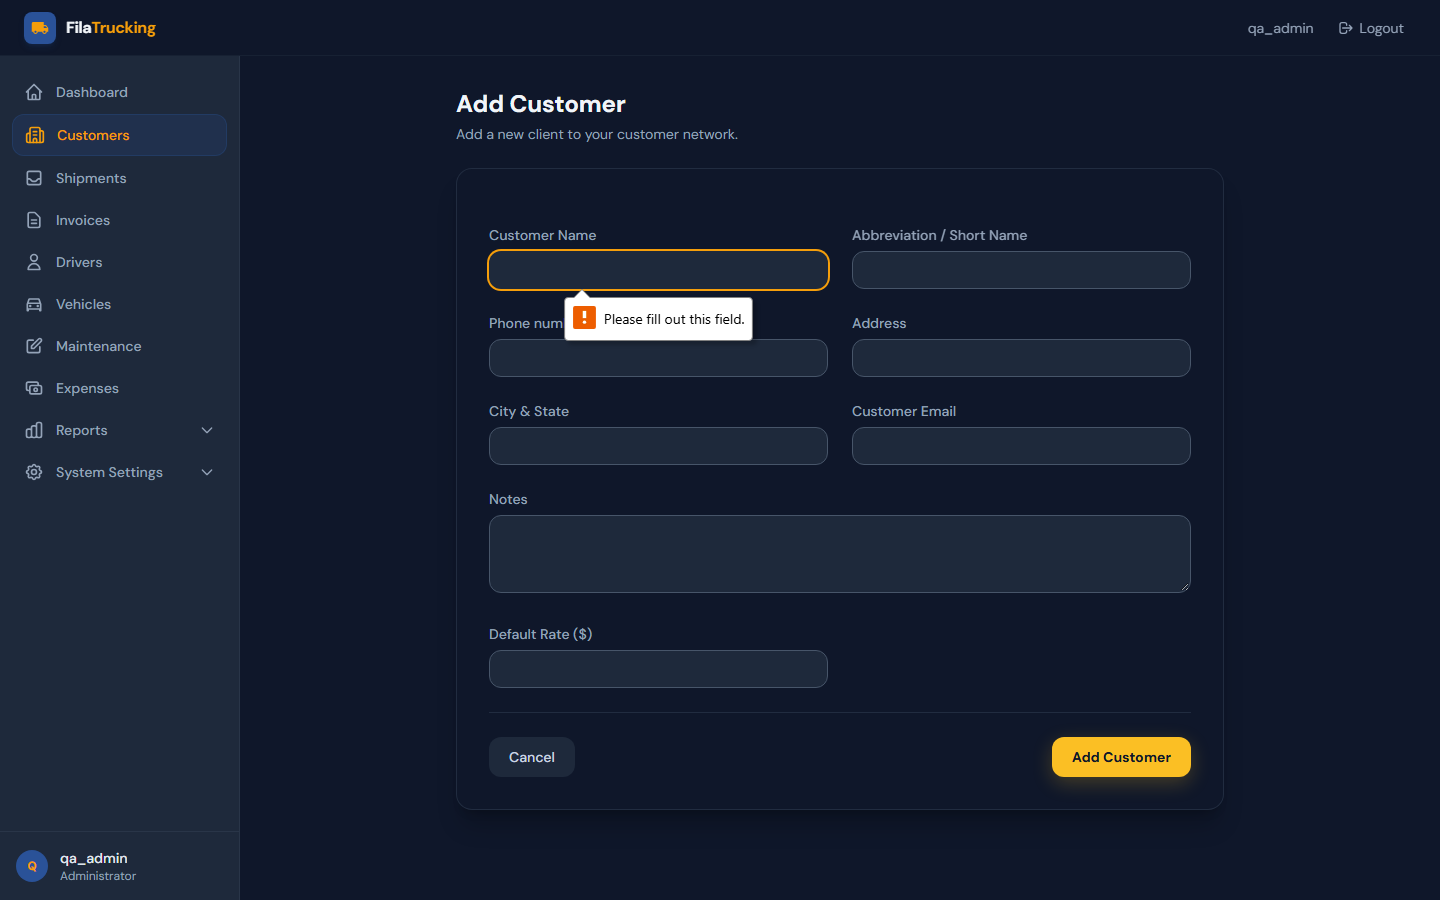 FilaTrucking
qa_admin
Logout
Dashboard
Customers
Shipments
Invoices
Drivers
Vehicles
Maintenance
Expenses
Reports
System Settings
Add Customer
Add a new client to your customer network.
Customer Name
Abbreviation / Short Name
Please fill out this field.
Phone num
Address
City & State
Customer Email
Notes
Default Rate ($)
Cancel
Add Customer
Q
qa_admin
Administrator